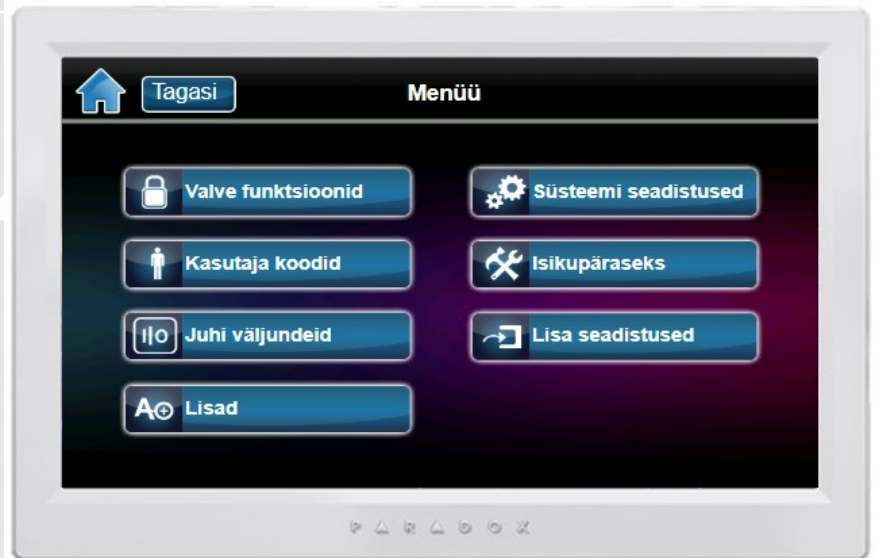 Tagasi
Menüü
Valve funktsioonid
Kasutaja koodid
Juhi väljundeid
Lisad
Süsteemi seadistused
Isikupäraseks
Lisa seadistused
PARADOX